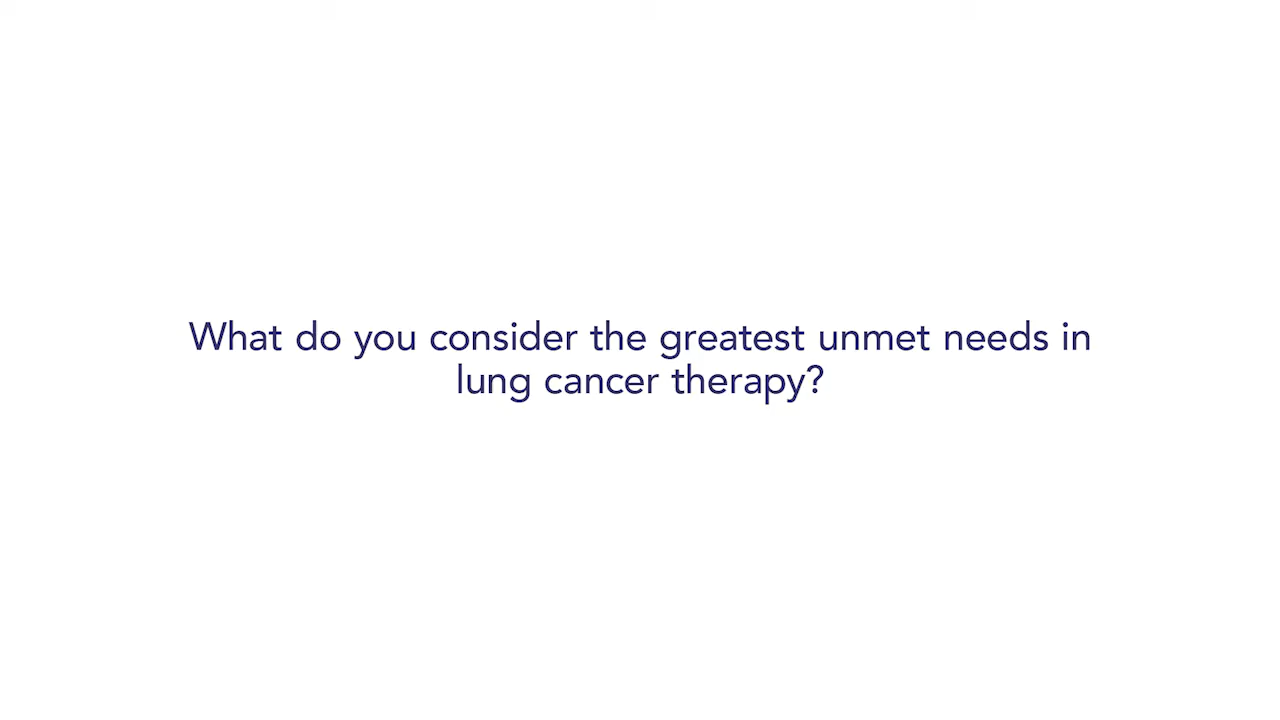 What do you consider the greatest unmet needs in
lung cancer therapy?